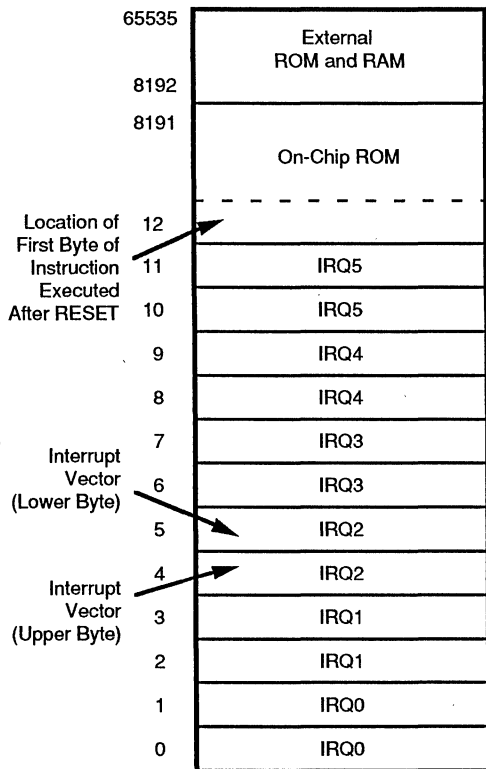 65535
External
ROM and RAM
8192
8191
On-Chip ROM
Location of
First Byte of
Instruction
Executed
After RESET
12
11
IRQ5
10
IRQ5
9
IRQ4
8
IRQ4
7
IRQ3
Interrupt
Vector
(Lower Byte)
6
IRQ3
5
IRQ2
4
IRQ2
Interrupt
Vector
(Upper Byte)
3
IRQ1
2
IRQ1
1
IRQ0
0
IRQ0